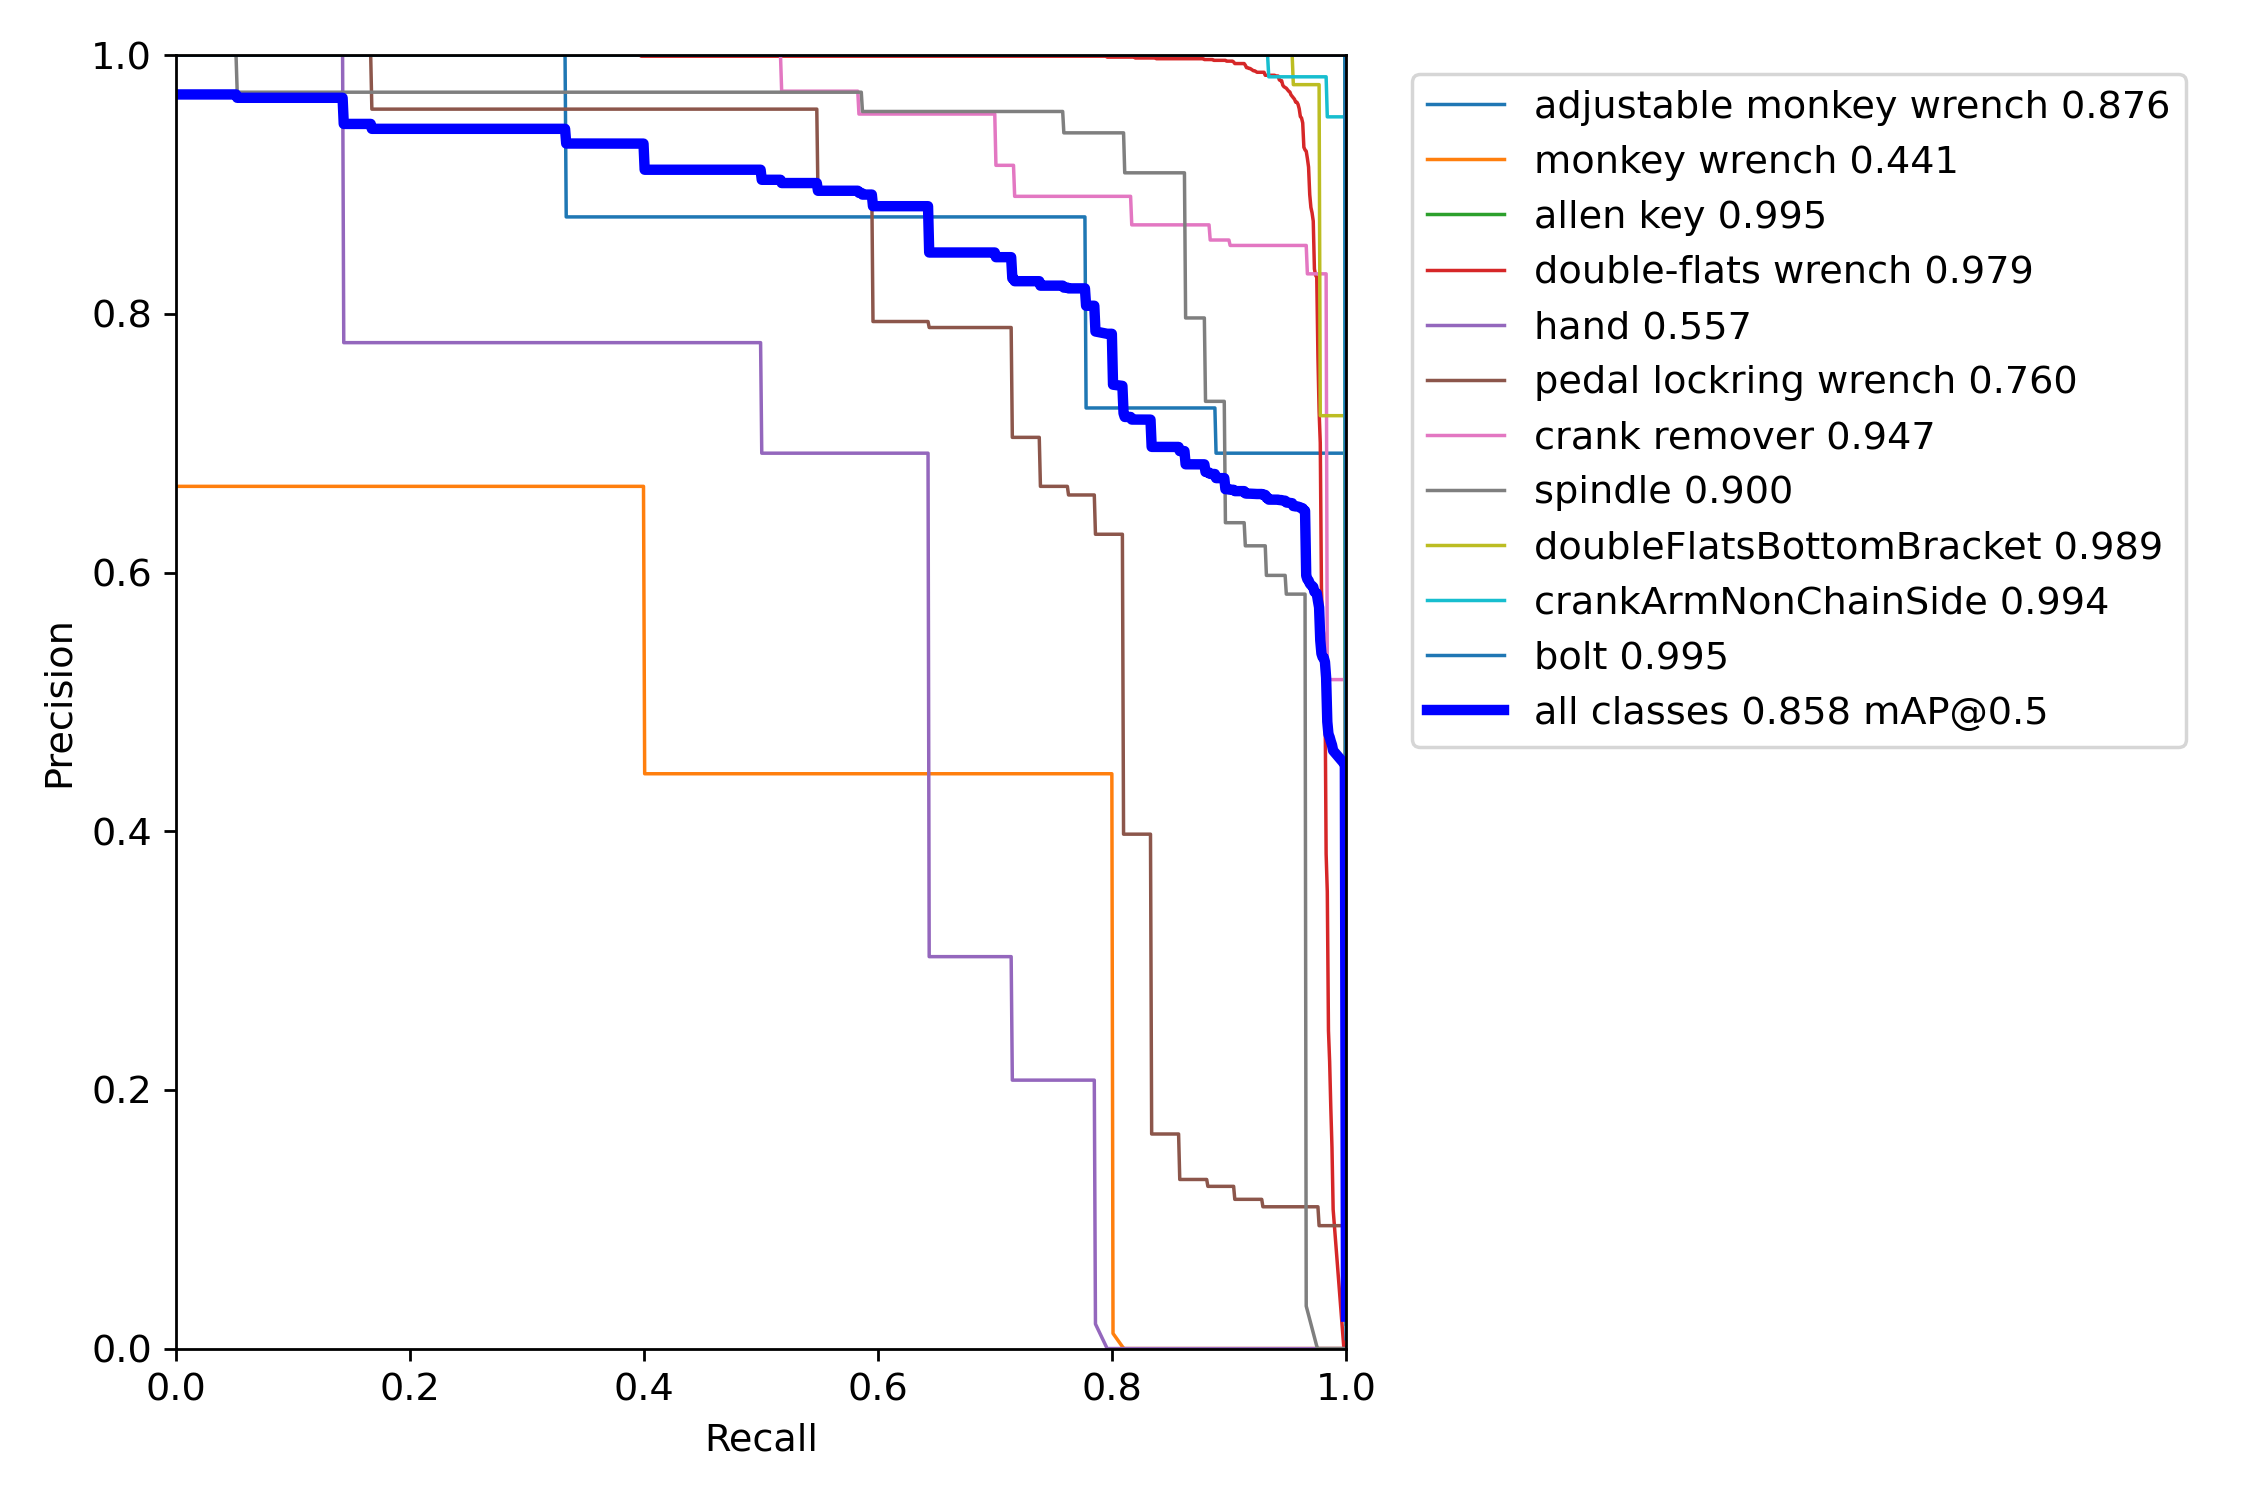 1.0
0.8
0.6
0.4
0.2
0.0
Precision
0.0 0.2 0.4 0.6 0.8 1.0
Recall
adjustable monkey wrench 0.876
monkey wrench 0.441
allen key 0.995
double-flats wrench 0.979
hand 0.557
pedal lockring wrench 0.760
crank remover 0.947
spindle 0.900
doubleFlatsBottomBracket 0.989
crankArmNonChainSide 0.994
bolt 0.995
all classes 0.858 mAP@0.5